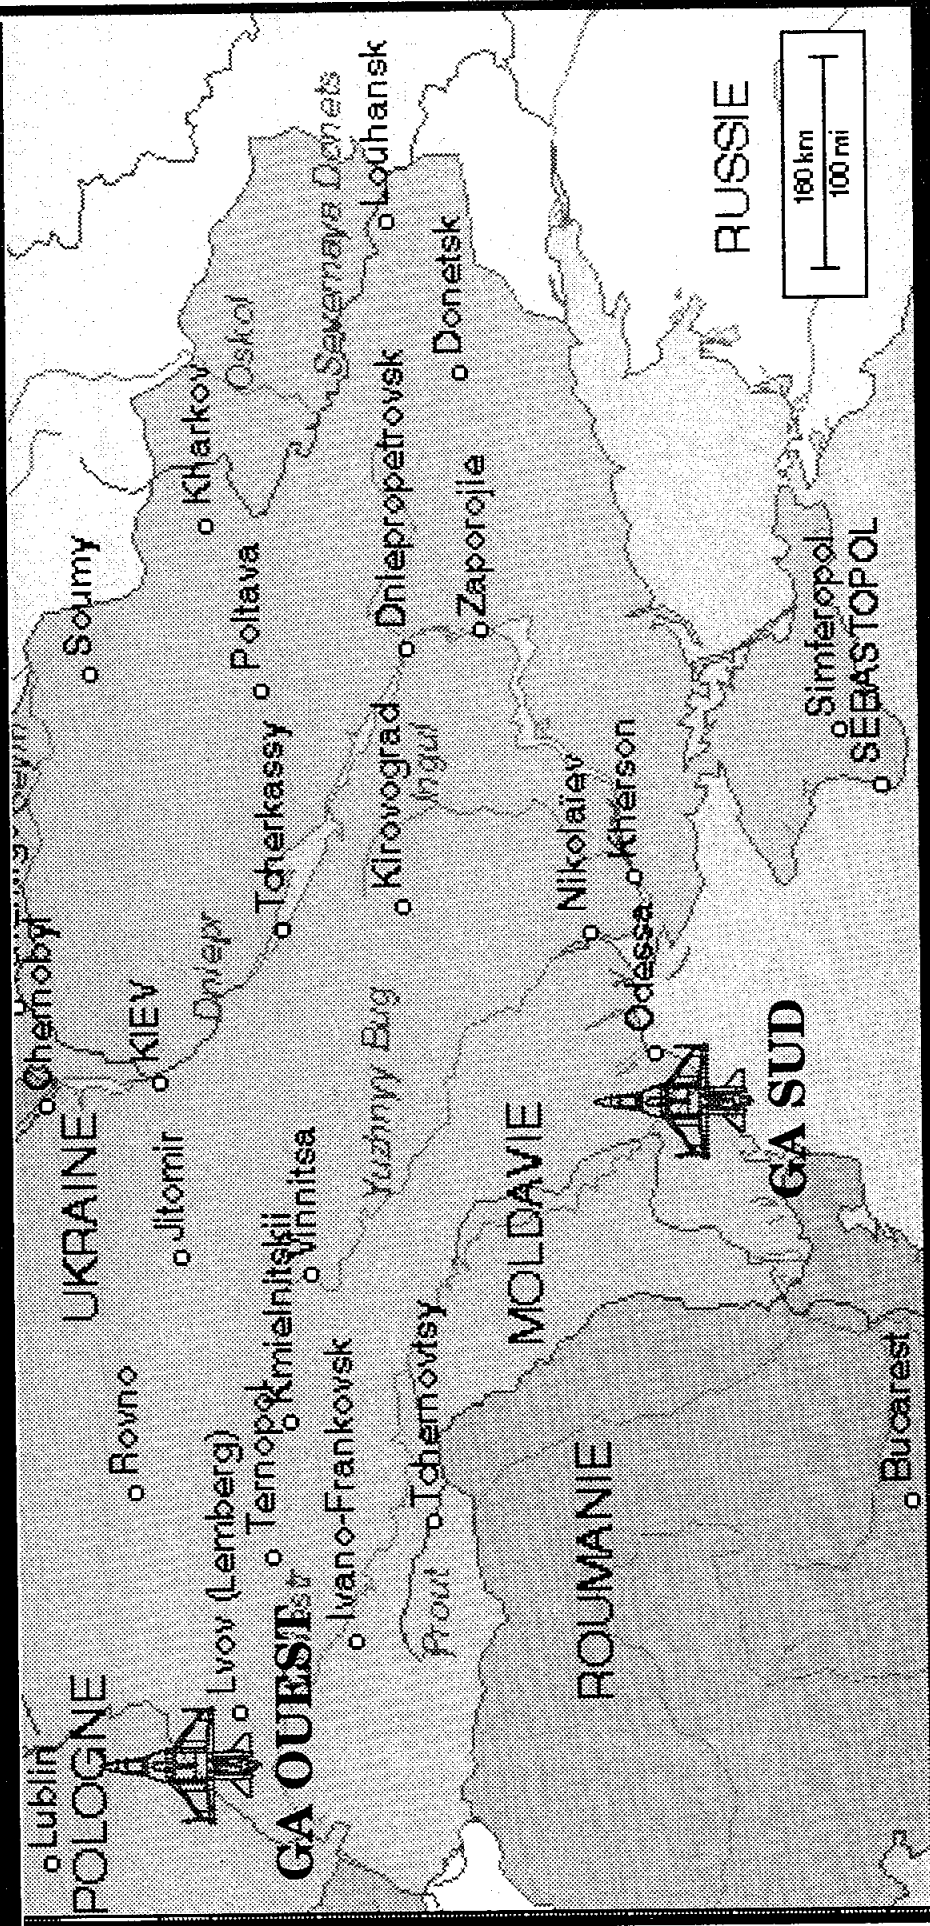 Lublin
POLOGNE
Lvov (Lemberg)
GA OUEST
Rovno
Ternopol
Kmielnitskii
Vinnitsa
Ivano-Frankovsk
Tchernovtsy
Prout
UKRAINE
Jitomir
Chernobyl
KIEV
Dniepr
Yuzhnyy Bug
MOLDAVIE
ROUMANIE
Bucarest
GA SUD
Odessa
Nikolaïev
Kherson
Tcherkassy
Kirovograd
Ingul
Soumy
Poltava
Kharkov
Oskol
Dniepropetrovsk
Zaporojie
Severnaya Donets
Louhansk
Donetsk
Simferopol
SEBASTOPOL
RUSSIE
160 km
100 mi